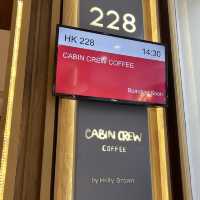 228
HK 228 14:30
CABIN CREW COFFEE
Boarding Soon
CABIN CREW
COFFEE
by Holly Brown